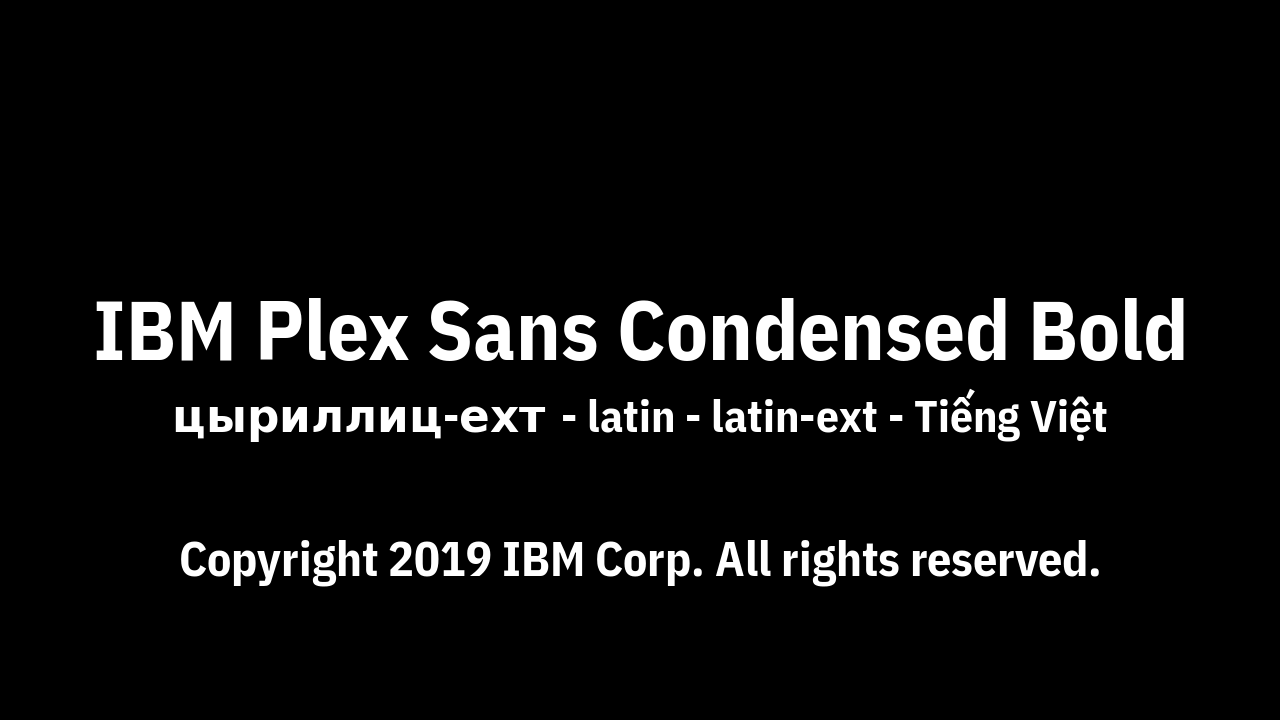 IBM Plex Sans Condensed Bold
цыриллиц-ехт - latin - latin-ext - Tiếng Việt
Copyright 2019 IBM Corp. All rights reserved.